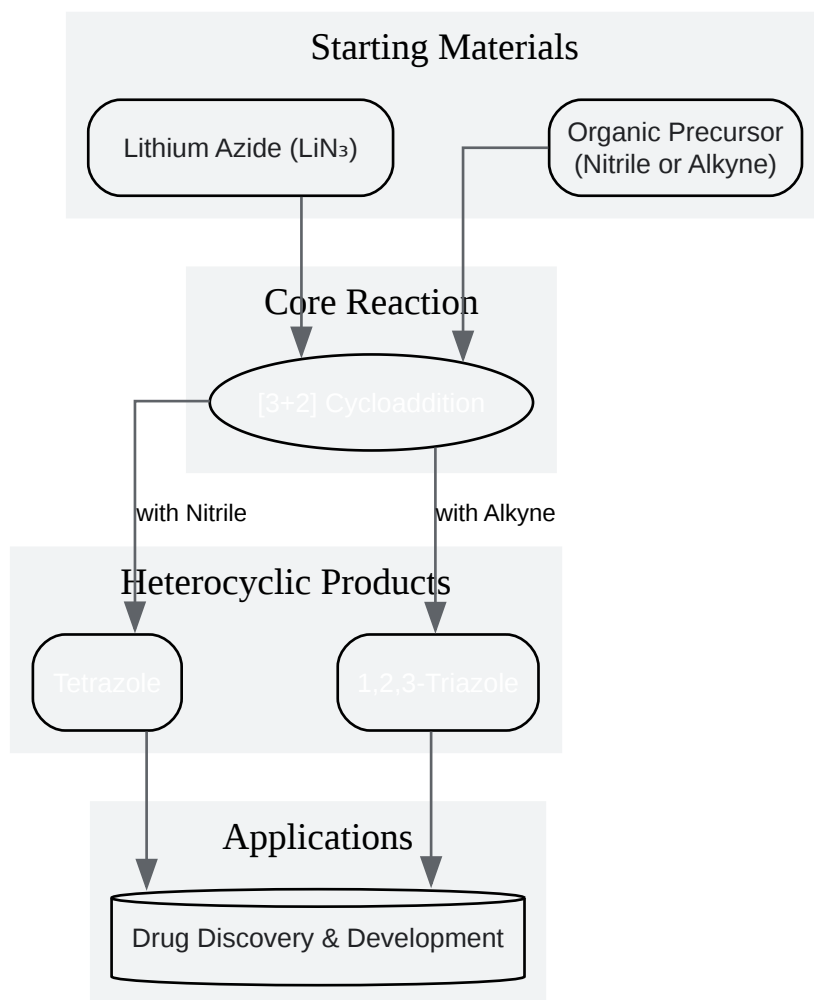 Starting Materials
Lithium Azide (LiN₃)
Organic Precursor
(Nitrile or Alkyne)
Core Reaction
[3+2] Cycloaddition
with Nitrile
with Alkyne
Heterocyclic Products
Tetrazole
1,2,3-Triazole
Applications
Drug Discovery & Development